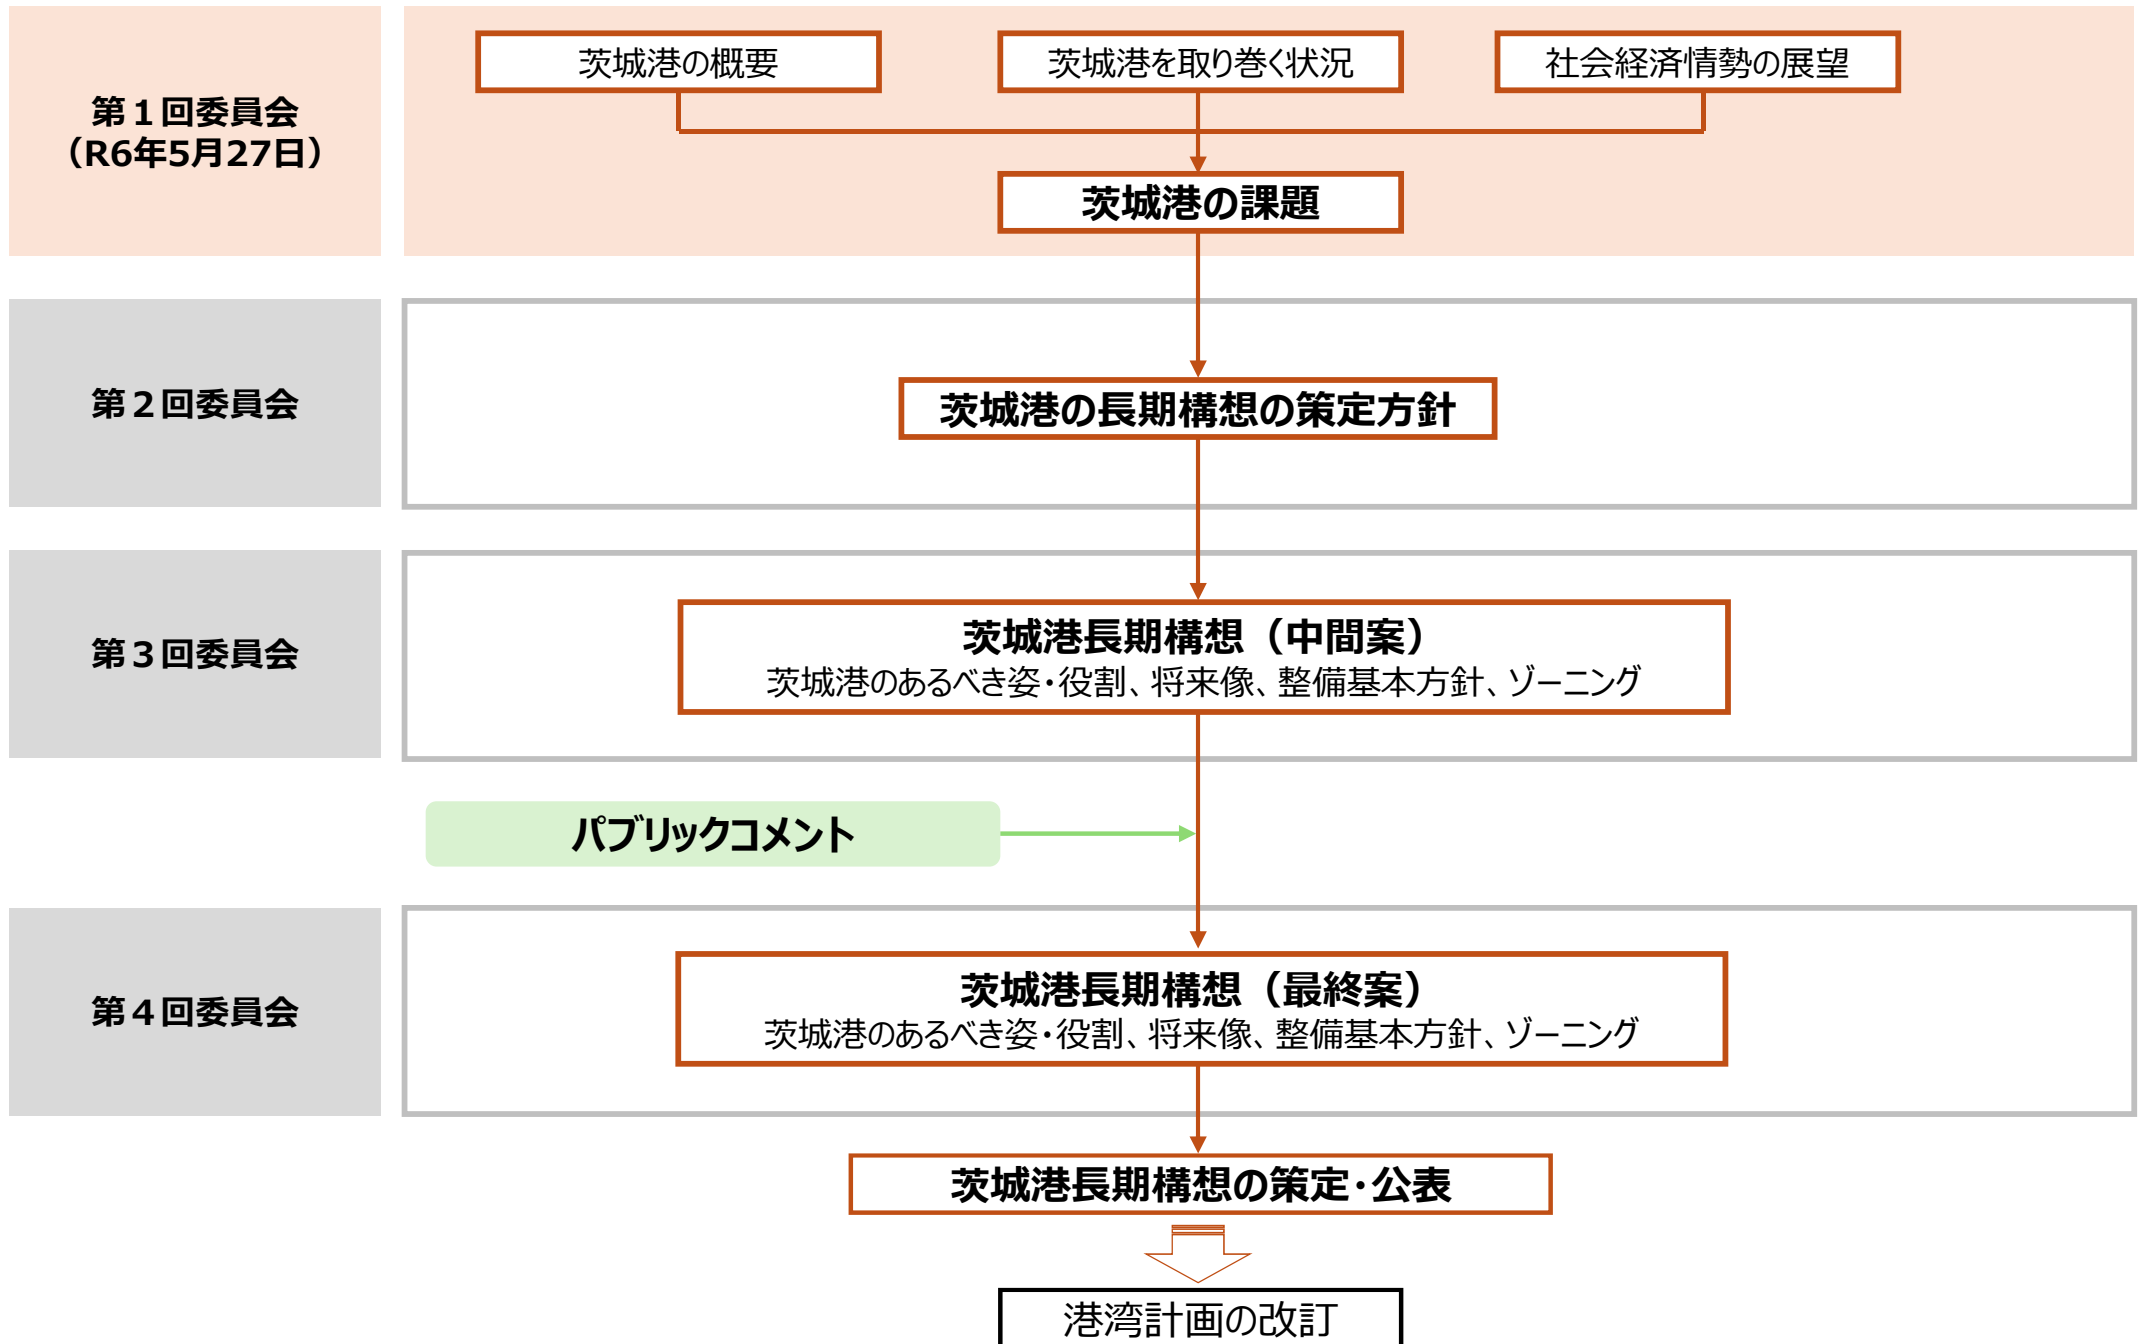 第１回委員会
（R6年5月27日）
茨城港の概要
茨城港を取り巻く状況
社会経済情勢の展望
茨城港の課題
第２回委員会
茨城港の長期構想の策定方針
第３回委員会
茨城港長期構想（中間案）
茨城港のあるべき姿・役割、将来像、整備基本方針、ゾーニング
パブリックコメント
第４回委員会
茨城港長期構想（最終案）
茨城港のあるべき姿・役割、将来像、整備基本方針、ゾーニング
茨城港長期構想の策定・公表
港湾計画の改訂